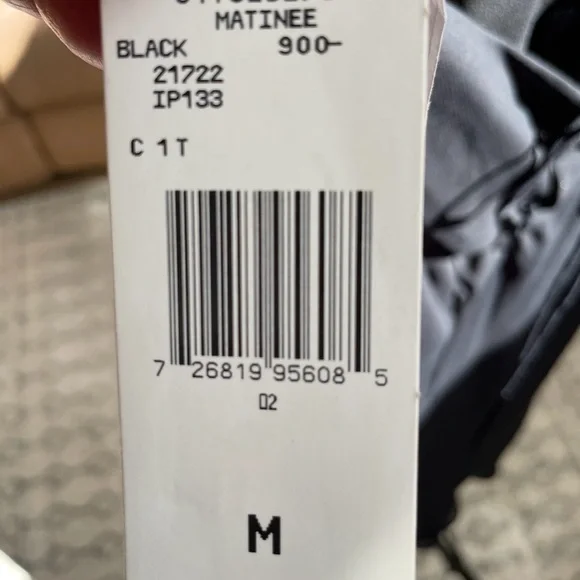 MATINEE
BLACK 900-
21722
IP133
C 1T
7 26819 95608 5
02
M